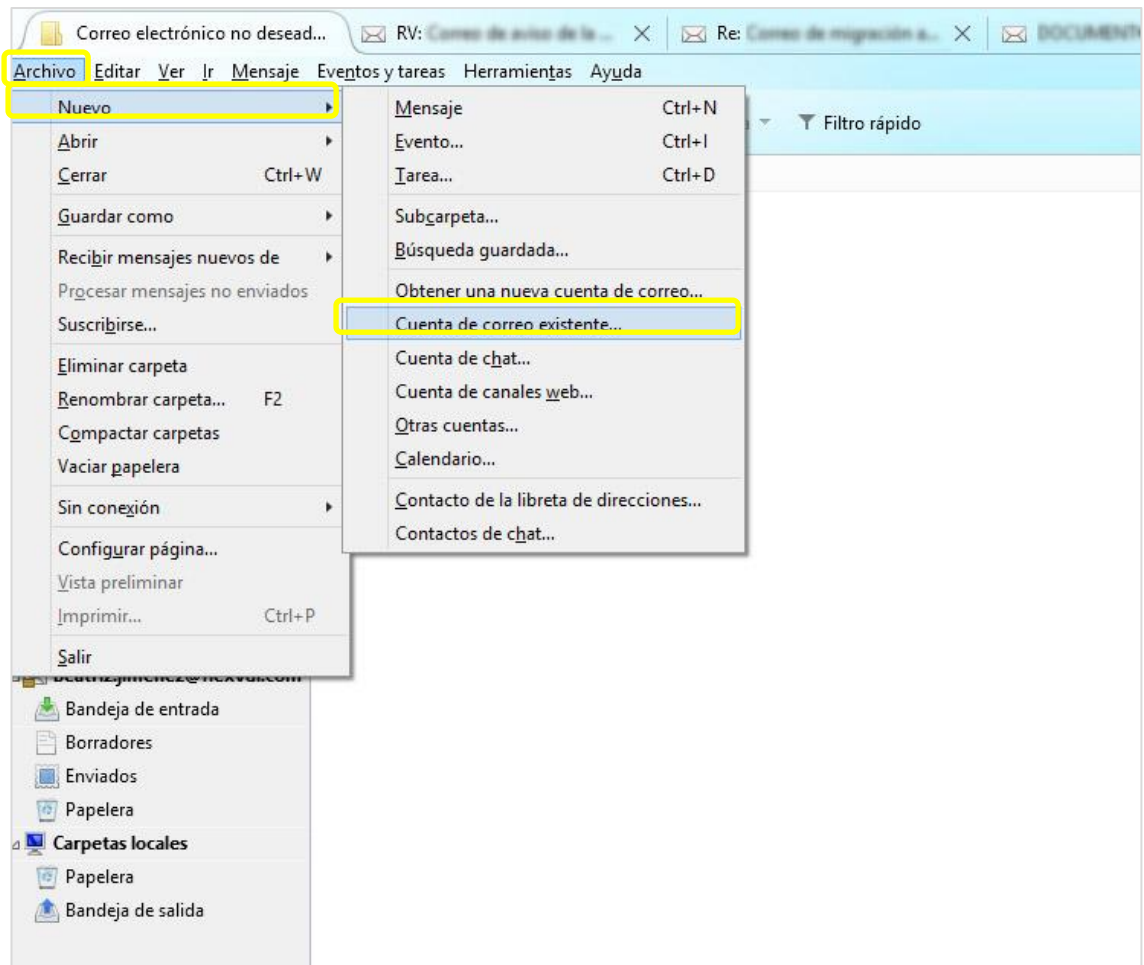 Correo electrónico no desead... RV: Re:
Archivo Editar Ver Ir Mensaje Eventos y tareas Herramientas Ayuda
Nuevo
Abrir
Cerrar Ctrl+W
Guardar como
Recibir mensajes nuevos de
Procesar mensajes no enviados
Suscribirse...
Eliminar carpeta
Renombrar carpeta... F2
Compactar carpetas
Vaciar papelera
Sin conexión
Configurar página...
Vista preliminar
Imprimir... Ctrl+P
Salir
Mensaje Ctrl+N
Evento... Ctrl+I
Tarea... Ctrl+D
Subcarpeta...
Búsqueda guardada...
Obtener una nueva cuenta de correo...
Cuenta de correo existente...
Cuenta de chat...
Cuenta de canales web...
Otras cuentas...
Calendario...
Contacto de la libreta de direcciones...
Contactos de chat...
Filtro rápido
Bandeja de entrada
Borradores
Enviados
Papelera
Carpetas locales
Papelera
Bandeja de salida